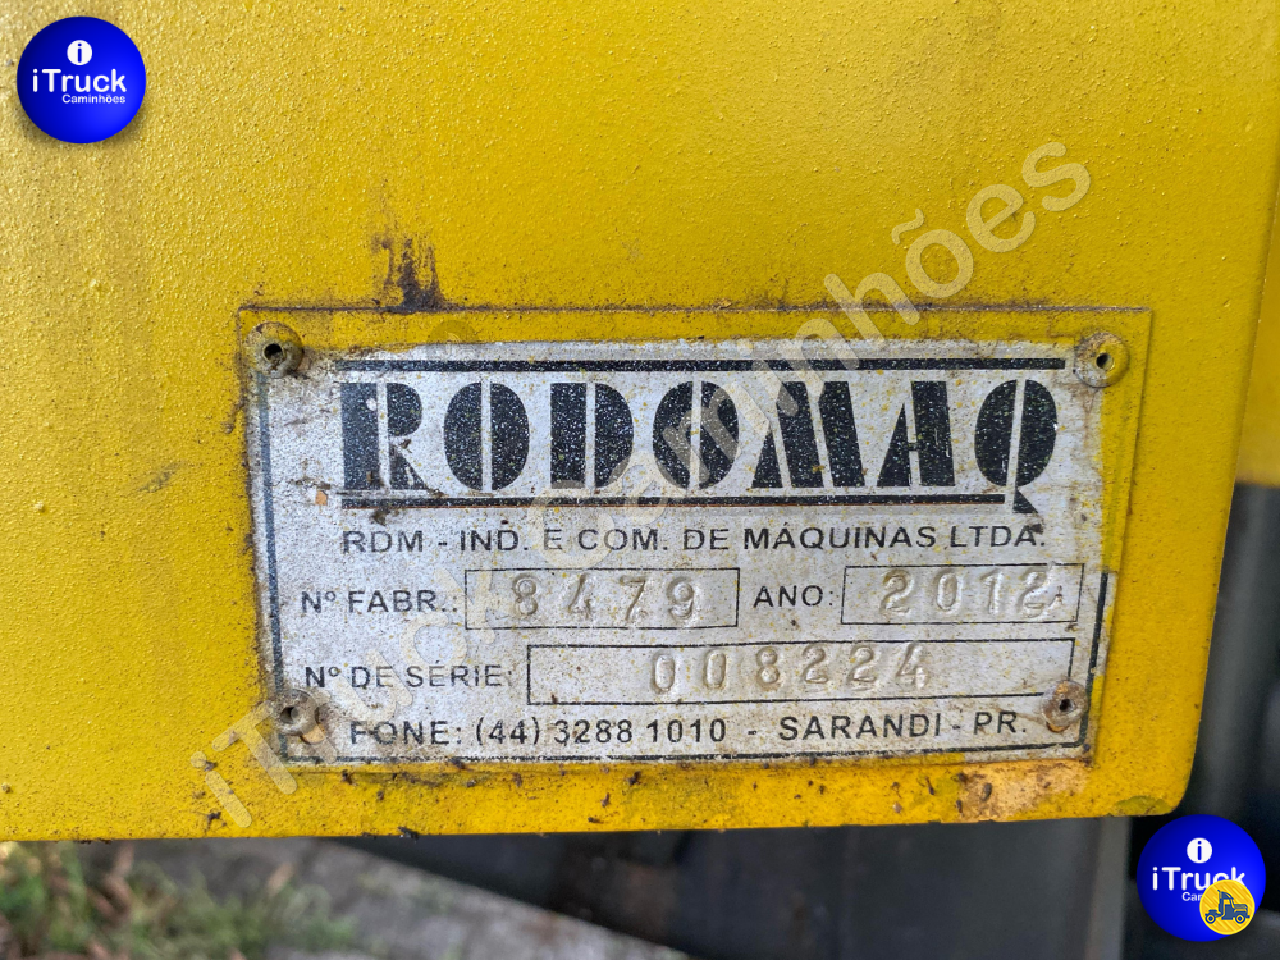 i
iTruck
Caminhões
RODOMAQ
RDM - IND. E COM. DE MÁQUINAS LTDA.
Nº FABR.: 8479 ANO: 2012
Nº DE SÉRIE: 008224
FONE: (44) 3288 1010 - SARANDI - PR.
iTruck Caminhões
i
iTruck